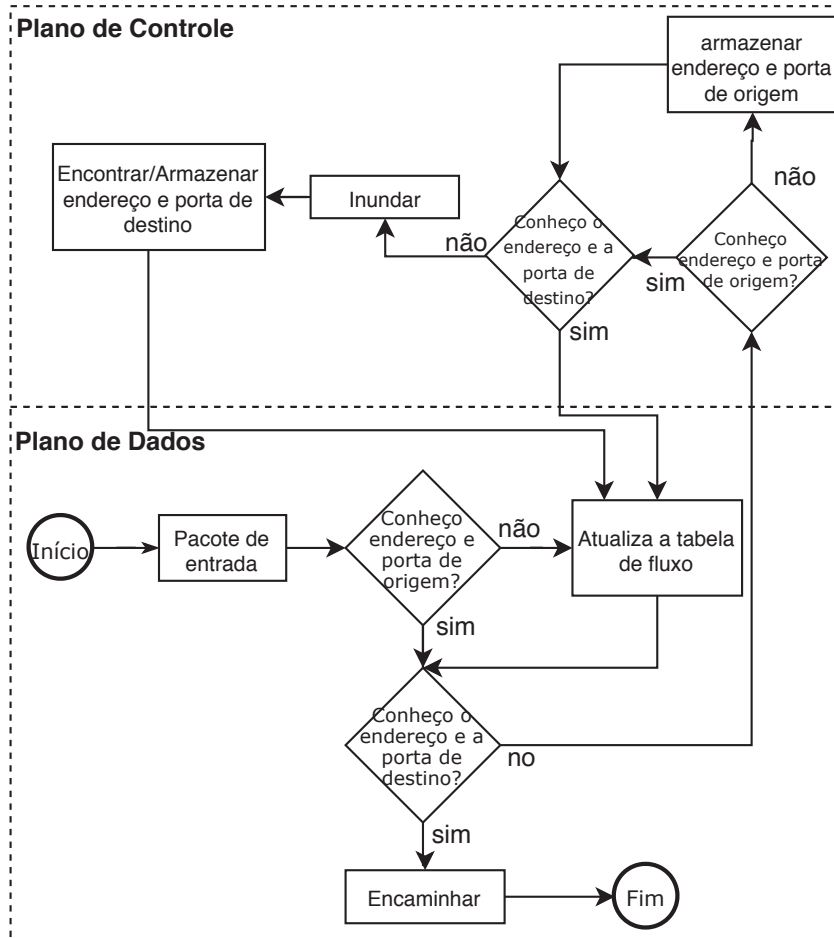 Plano de Controle
armazenar
endereço e porta
de origem
Encontrar/Armazenar
endereço e porta de
destino
Inundar
não
Conheço o
endereço e a
porta de
destino?
sim
não
Conheço
endereço e porta
de origem?
sim
Plano de Dados
Início
Pacote de
entrada
Conheço
endereço e
porta de
origem?
não
Atualiza a tabela
de fluxo
sim
Conheço o
endereço e a
porta de
destino?
no
sim
Encaminhar
Fim